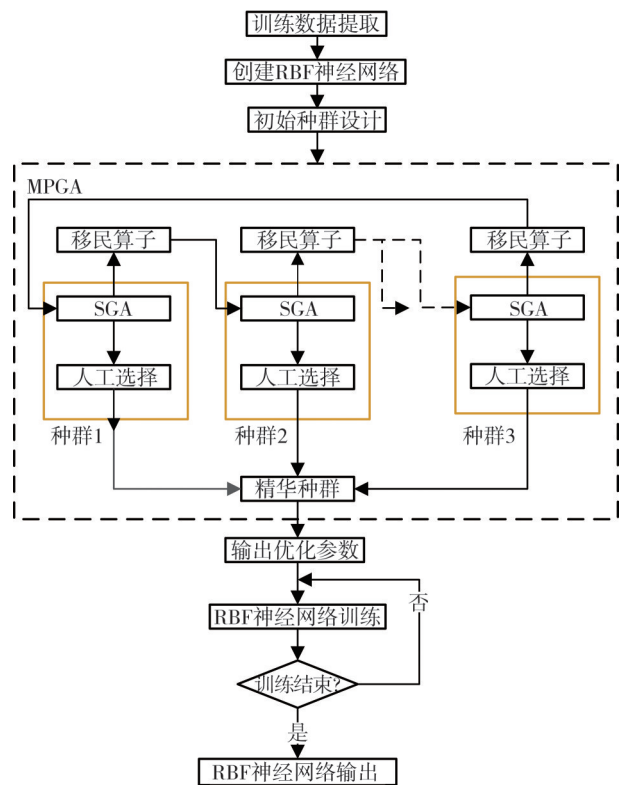 训练数据提取
创建RBF神经网络
初始种群设计
MPGA
移民算子
移民算子
移民算子
SGA
SGA
SGA
人工选择
人工选择
人工选择
种群1
种群2
种群3
精华种群
输出优化参数
否
RBF神经网络训练
训练结束?
是
RBF神经网络输出